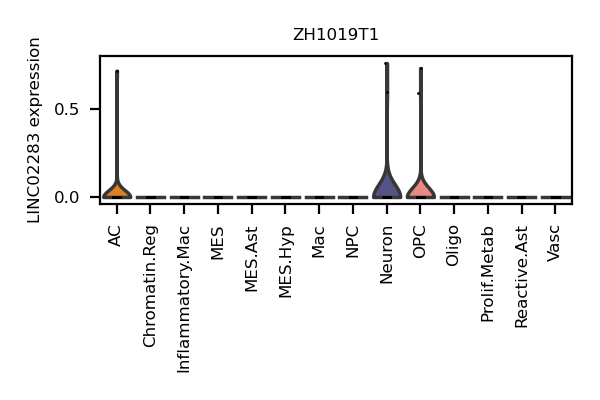 ZH1019T1
LINC02283 expression
0.5
0.0
AC
Chromatin.Reg
Inflammatory.Mac
MES
MES.Ast
MES.Hyp
Mac
NPC
Neuron
OPC
Oligo
Prolif.Metab
Reactive.Ast
Vasc